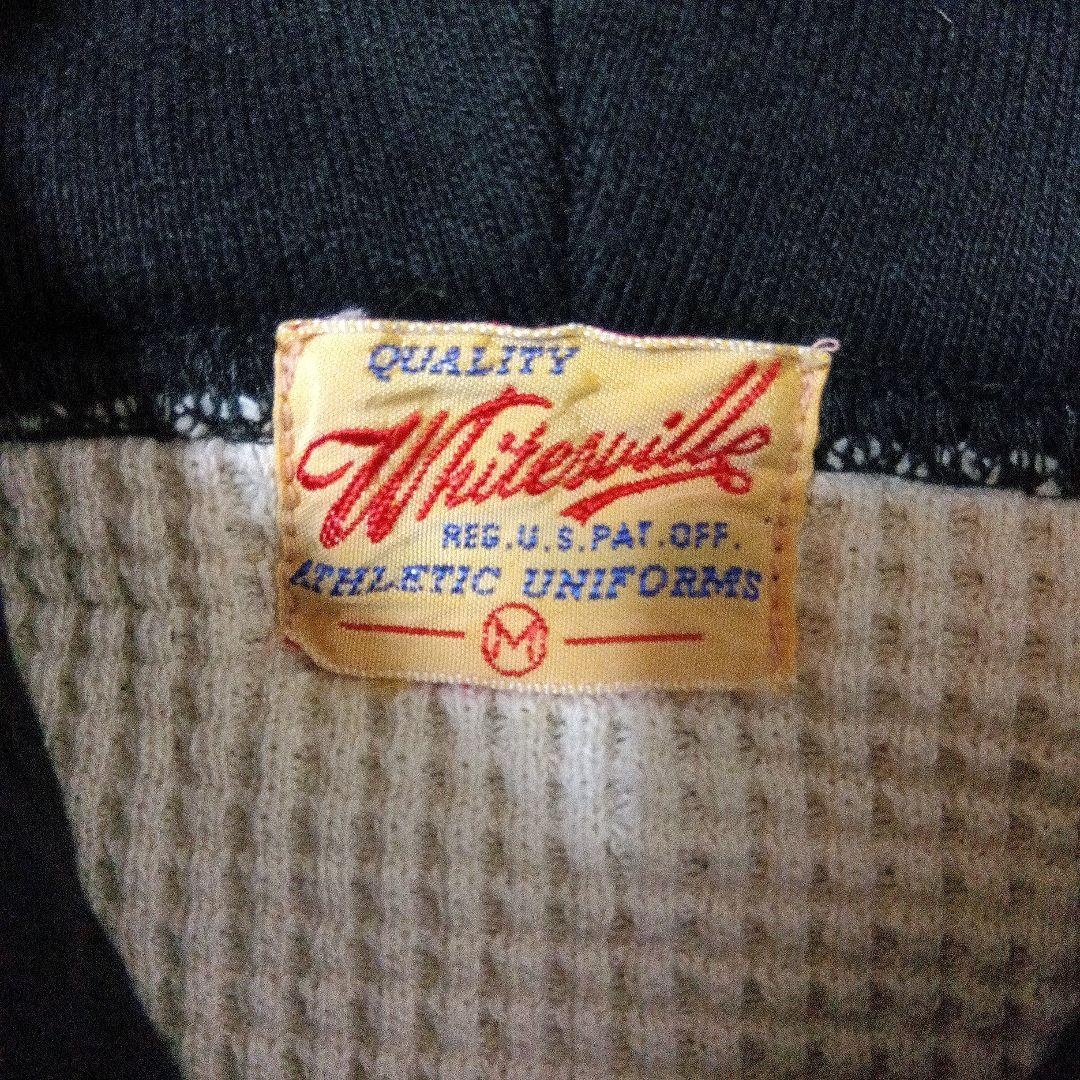 QUALITY
Whitesville
REG.U.S.PAT.OFF.
ATHLETIC UNIFORMS
M